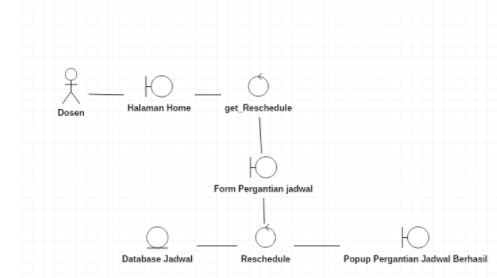 Dosen
Halaman Home
get_Reschedule
Form Pergantian jadwal
Database Jadwal
Reschedule
Popup Pergantian Jadwal Berhasil